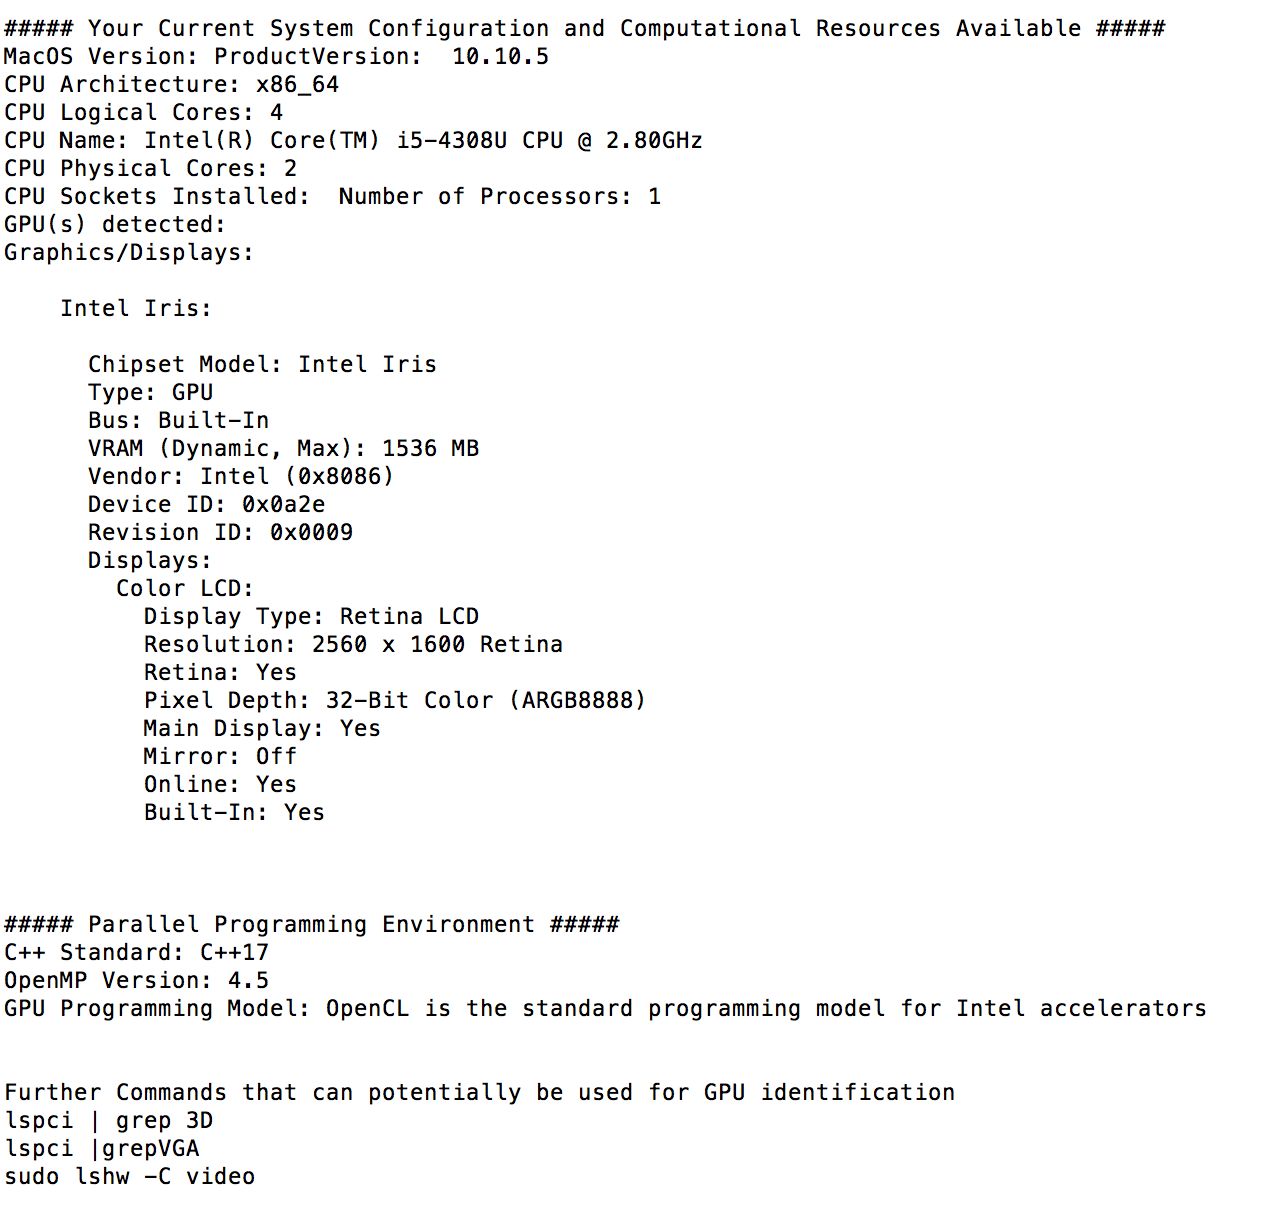 ##### Your Current System Configuration and Computational Resources Available #####
MacOS Version: ProductVersion:  10.10.5
CPU Architecture: x86_64
CPU Logical Cores: 4
CPU Name: Intel(R) Core(TM) i5-4308U CPU @ 2.80GHz
CPU Physical Cores: 2
CPU Sockets Installed:  Number of Processors: 1
GPU(s) detected:
Graphics/Displays:
Intel Iris:
Chipset Model: Intel Iris
Type: GPU
Bus: Built-In
VRAM (Dynamic, Max): 1536 MB
Vendor: Intel (0x8086)
Device ID: 0x0a2e
Revision ID: 0x0009
Displays:
Color LCD:
Display Type: Retina LCD
Resolution: 2560 x 1600 Retina
Retina: Yes
Pixel Depth: 32-Bit Color (ARGB8888)
Main Display: Yes
Mirror: Off
Online: Yes
Built-In: Yes
##### Parallel Programming Environment #####
C++ Standard: C++17
OpenMP Version: 4.5
GPU Programming Model: OpenCL is the standard programming model for Intel accelerators
Further Commands that can potentially be used for GPU identification
lspci | grep 3D
lspci |grepVGA
sudo lshw -C video